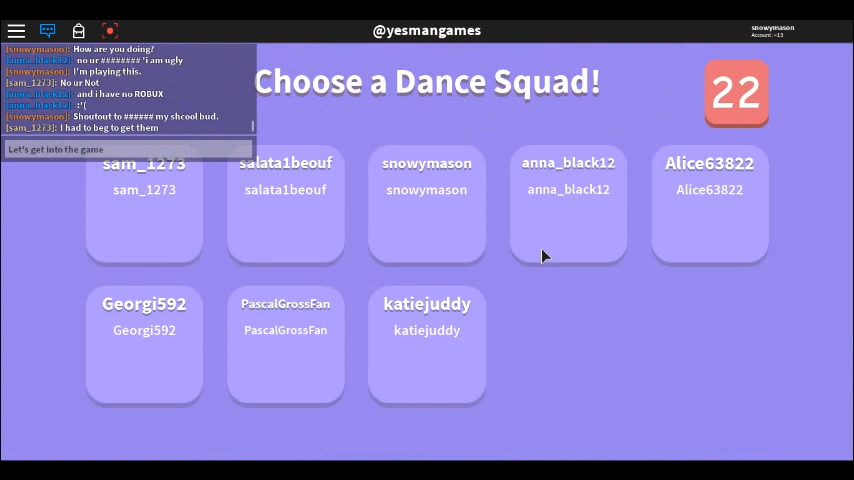 @yesmangames
snowymason
Account: <13
[snowymason]: How are you doing?
[anna_black12]: no ur ######## 'i am ugly
[snowymason]: I'm playing this.
[sam_1273]: No ur Not
[anna_black12]: and i have no ROBUX
[anna_black12]: :'(
[snowymason]: Shoutout to ###### my shcool bud.
[sam_1273]: I had to beg to get them
Let's get into the game
Choose a Dance Squad!
22
sam_1273
salata1beouf
snowymason
anna_black12
Alice63822
sam_1273
salata1beouf
snowymason
anna_black12
Alice63822
Georgi592
PascalGrossFan
katiejuddy
Georgi592
PascalGrossFan
katiejuddy